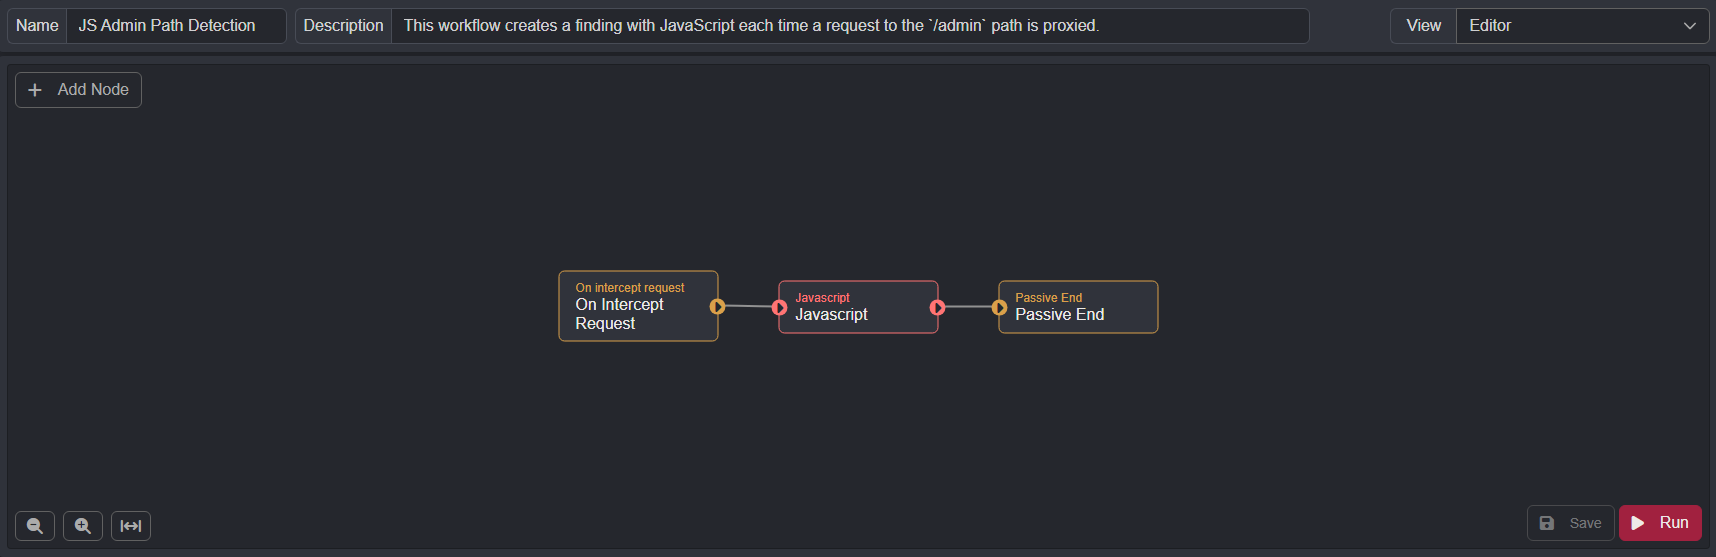 Name JS Admin Path Detection Description This workflow creates a finding with JavaScript each time a request to the `/admin` path is proxied. View Editor
Add Node
On intercept request
On Intercept
Request
Javascript
Javascript
Passive End
Passive End
Save Run